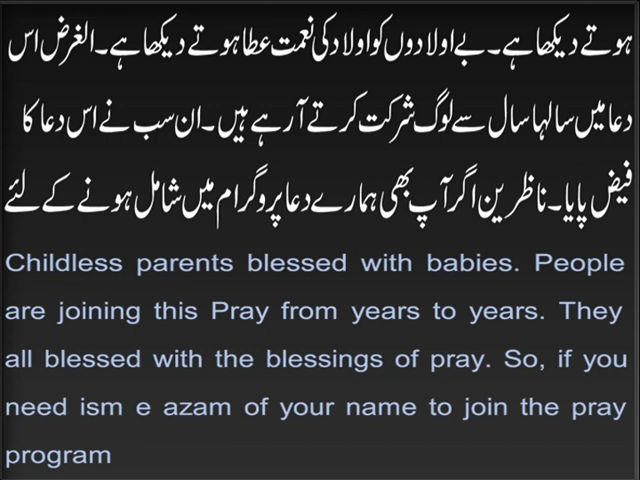 ہوتے دیکھا ہے۔ بے اولادوں کو اولاد کی نعمت عطا ہوتے دیکھا ہے۔ الغرض اس
دعا میں سالہا سال سے لوگ شرکت کرتے آ رہے ہیں۔ ان سب نے اس دعا کا
فیض پایا۔ ناظرین اگر آپ بھی ہمارے دعا پروگرام میں شامل ہونے کے لئے
Childless parents blessed with babies. People
are joining this Pray from years to years. They
all blessed with the blessings of pray. So, if you
need ism e azam of your name to join the pray
program